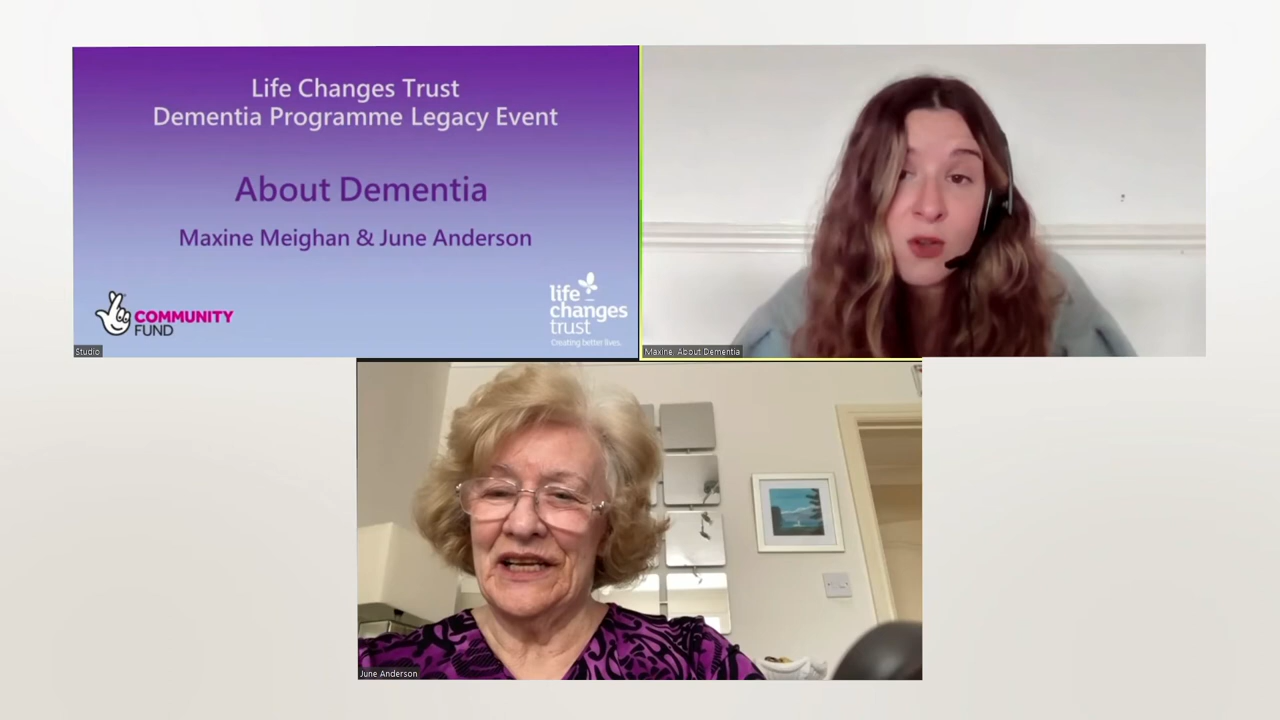 Life Changes Trust
Dementia Programme Legacy Event
About Dementia
Maxine Meighan & June Anderson
COMMUNITY
FUND
life
changes
trust
Creating better lives.
Studio
Maxine, About Dementia
June Anderson